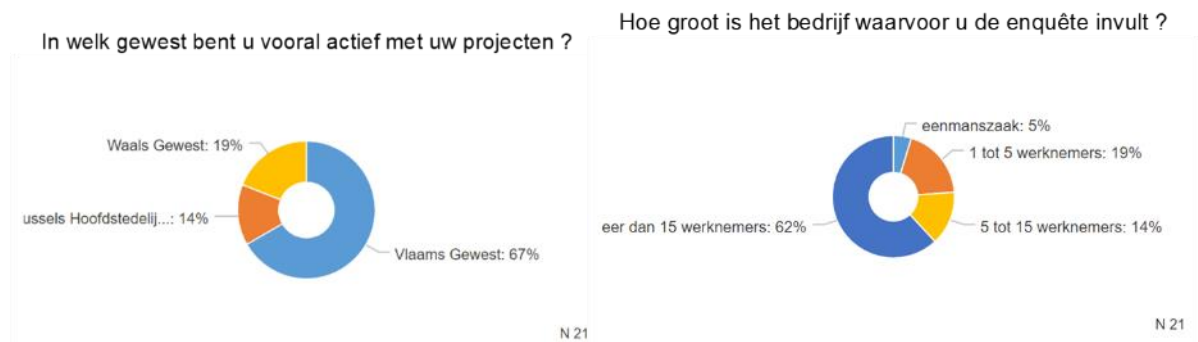 In welk gewest bent u vooral actief met uw projecten ?
Waals Gewest: 19%
ussels Hoofdstedelij...: 14%
Vlaams Gewest: 67%
N 21
Hoe groot is het bedrijf waarvoor u de enquête invult ?
eenmanszaak: 5%
1 tot 5 werknemers: 19%
5 tot 15 werknemers: 14%
eer dan 15 werknemers: 62%
N 21